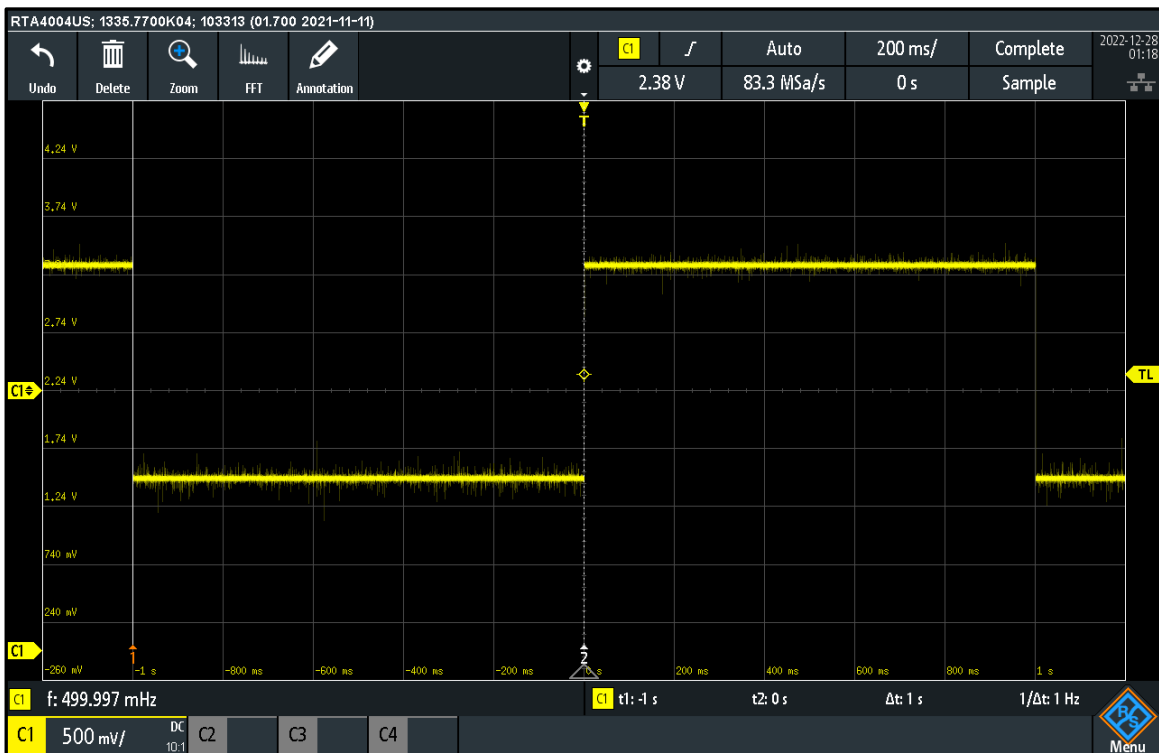 RTA4004US; 1335.7700K04; 103313 (01.700 2021-11-11)
Undo Delete Zoom FFT Annotation
C1 Auto 200 ms/ Complete
2.38 V 83.3 MSa/s 0 s Sample
2022-12-28
01:18
T
4.24 V
3.74 V
2.74 V
C1 2.24 V
TL
1.74 V
1.24 V
740 mV
240 mV
C1
-260 mV
1 2
-1 s -800 ms -600 ms -400 ms -200 ms 0 s 200 ms 400 ms 600 ms 800 ms 1 s
C1 f: 499.997 mHz
C1 t1: -1 s t2: 0 s Δt: 1 s 1/Δt: 1 Hz
C1 500 mV/ DC 10:1 C2 C3 C4
R&S
Menu